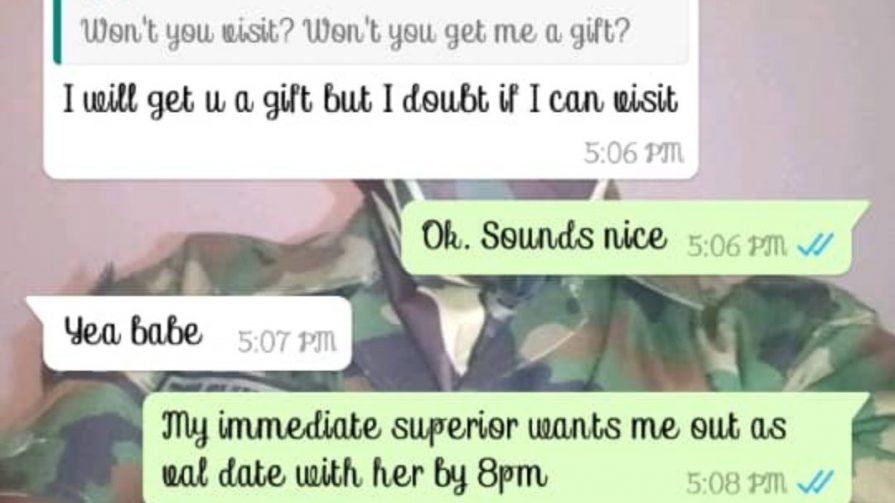 Won't you visit? Won't you get me a gift?
I will get u a gift but I doubt if I can visit
5:06 PM
Ok. Sounds nice 5:06 PM
Yea babe 5:07 PM
My immediate superior wants me out as
val date with her by 8pm 5:08 PM